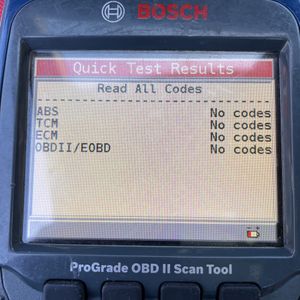 BOSCH
Quick Test Results
Read All Codes
ABS No codes
TCM No codes
ECM No codes
OBDII/EOBD No codes
ProGrade OBD II Scan Tool